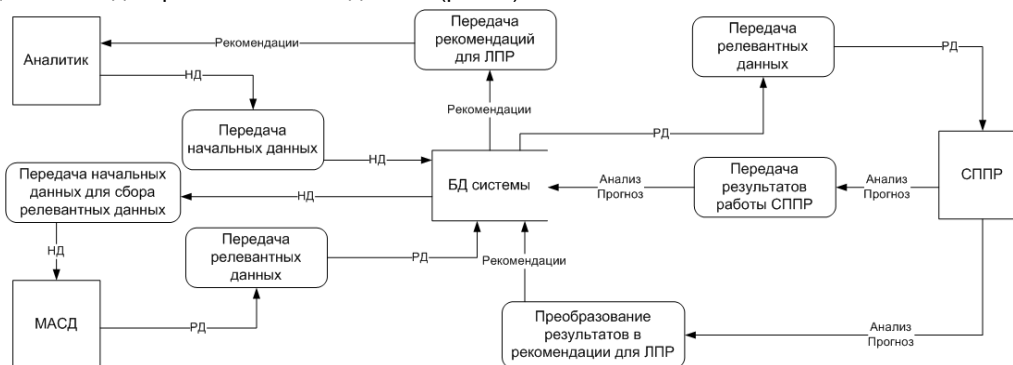 Передача
рекомендаций
для ЛПР
Рекомендации
Аналитик
НД
Передача
начальных данных
НД
Рекомендации
Передача
релевантных
данных
РД
РД
Передача начальных
данных для сбора
релевантных данных
НД
НД
БД системы
Анализ
Прогноз
Передача
результатов
работы СППР
Анализ
Прогноз
СППР
Передача
релевантных
данных
РД
Рекомендации
МАСД
РД
Преобразование
результатов в
рекомендации для ЛПР
Анализ
Прогноз